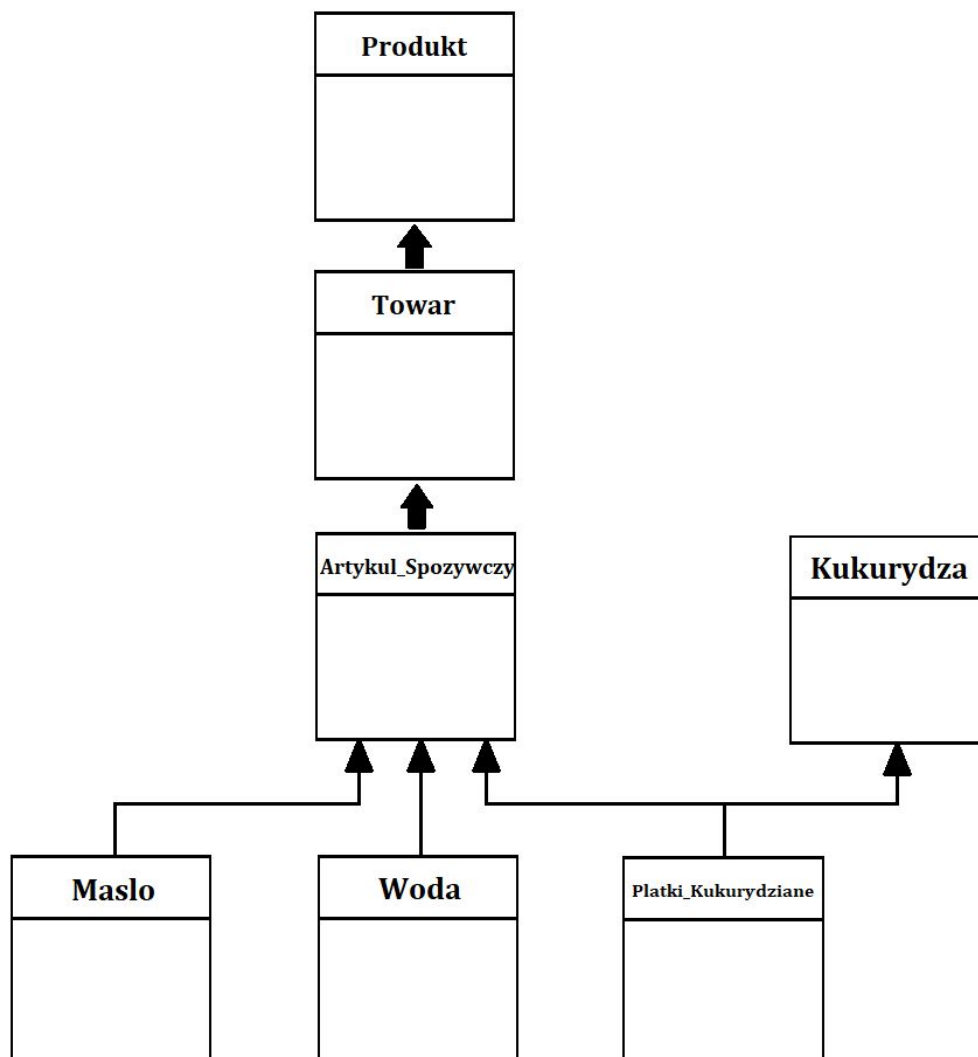 Produkt
Towar
Artykul_Spozywczy
Kukurydza
Maslo
Woda
Platki_Kukurydziane